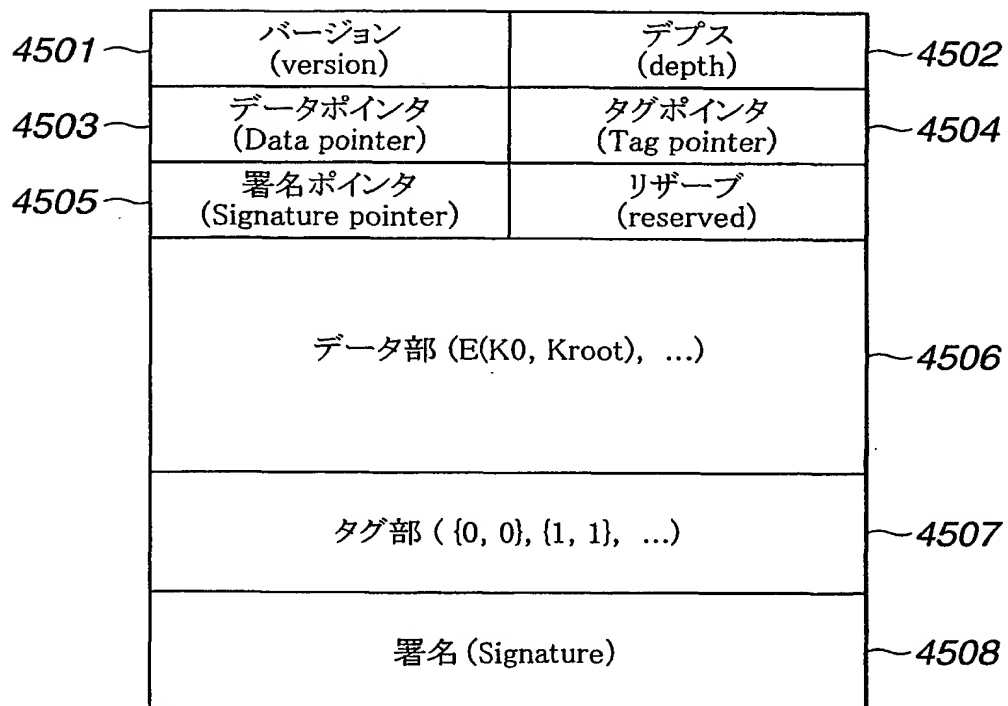 4501
バージョン
(version)
デプス
(depth)
4502
4503
データポインタ
(Data pointer)
タグポインタ
(Tag pointer)
4504
4505
署名ポインタ
(Signature pointer)
リザーブ
(reserved)
データ部 (E(K0, Kroot), ...)
4506
タグ部 ( {0, 0}, {1, 1}, ...)
4507
署名 (Signature)
4508